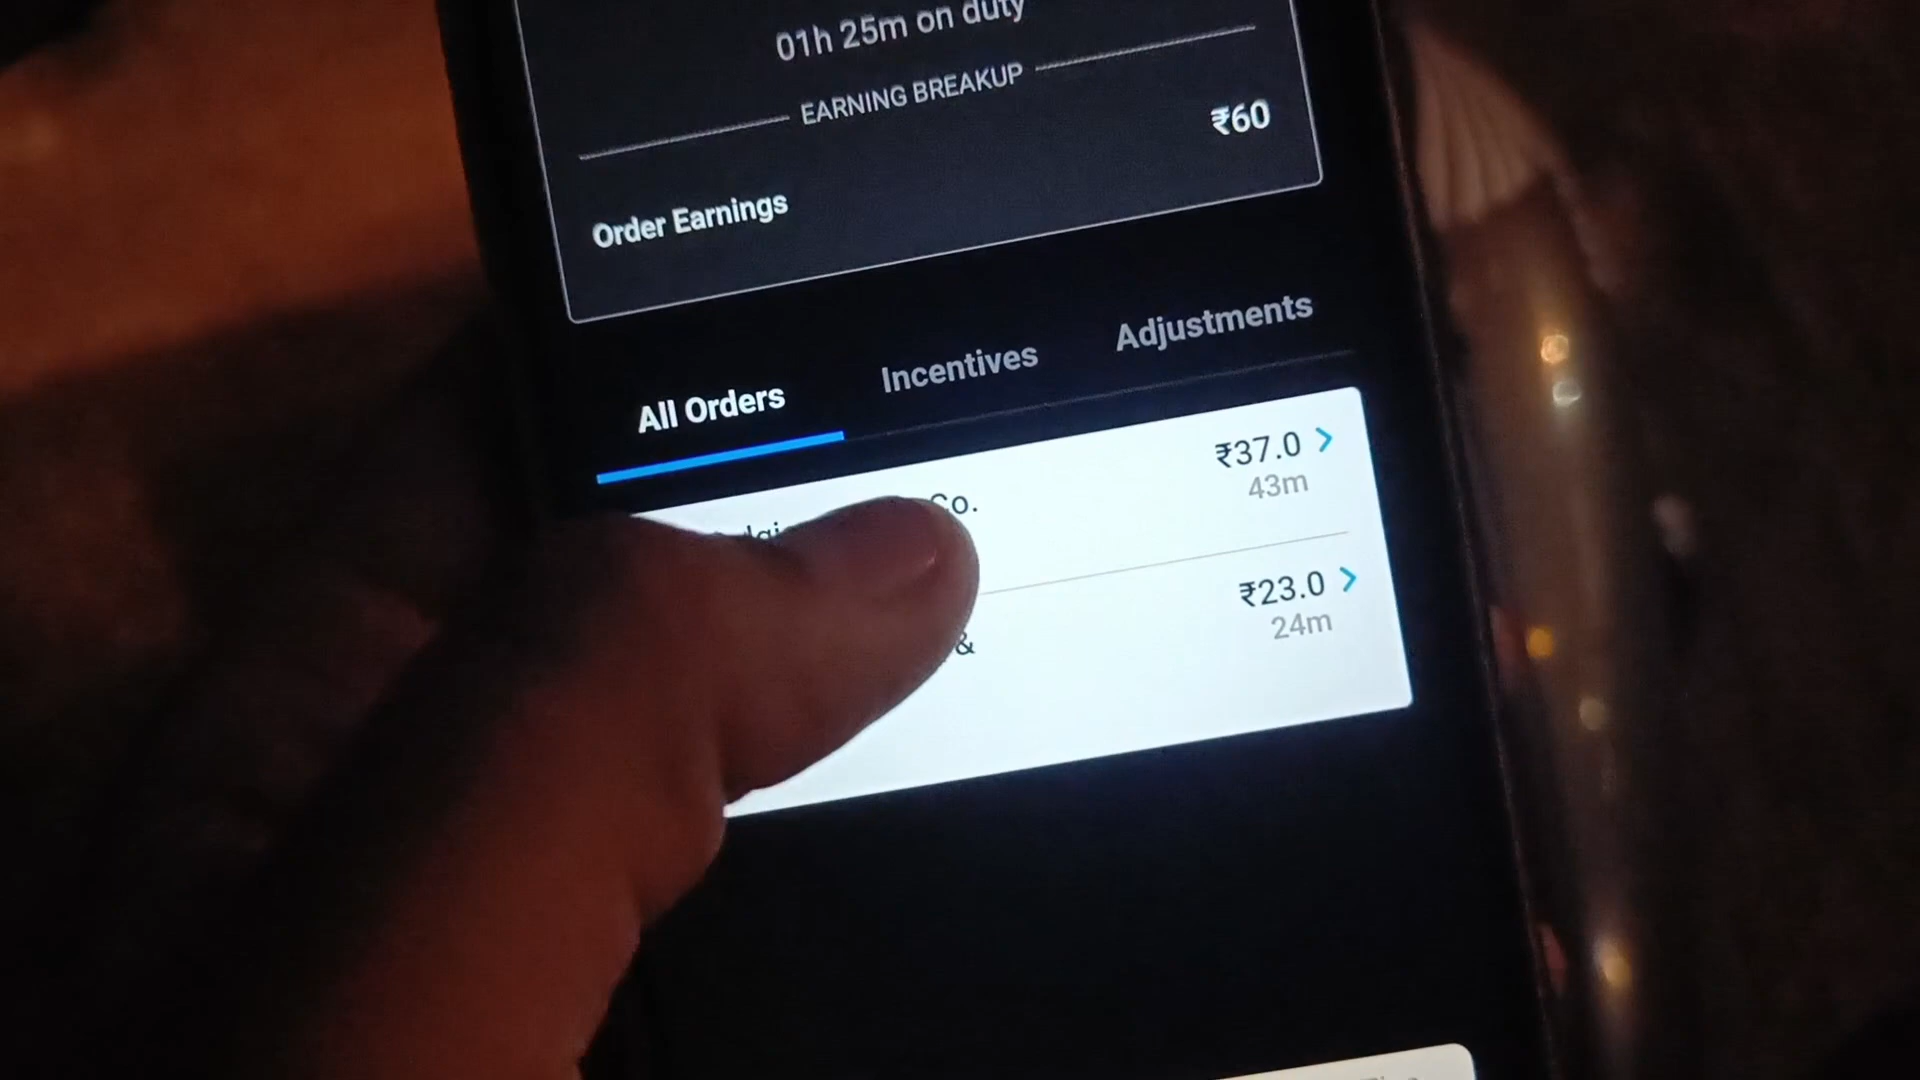 01h 25m on duty
EARNING BREAKUP
₹60
Order Earnings
All Orders Incentives Adjustments
Co. ₹37.0
43m
& ₹23.0
24m